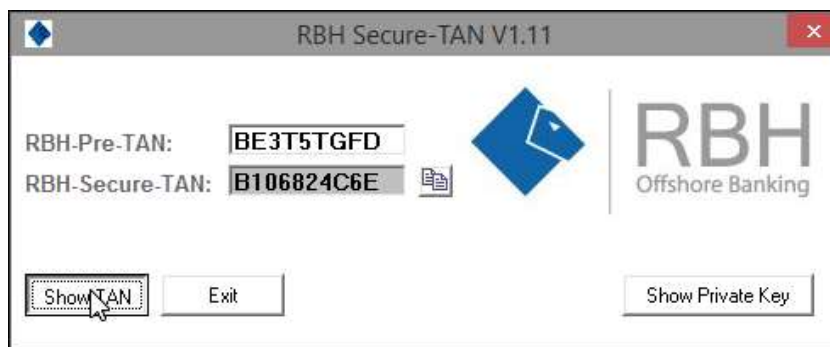 RBH Secure-TAN V1.11
RBH-Pre-TAN: BE3T5TGFD
RBH-Secure-TAN: B106824C6E
RBH
Offshore Banking
Show TAN
Exit
Show Private Key